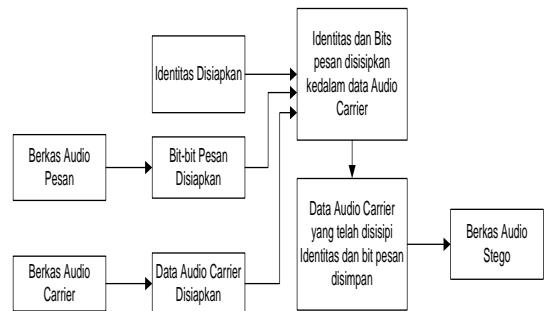 Identitas Disiapkan
Identitas dan Bits
pesan disisipkan
kedalam data Audio
Carrier
Berkas Audio
Pesan
Bit-bit Pesan
Disiapkan
Data Audio Carrier
yang telah disisipi
Identitas dan bit pesan
disimpan
Berkas Audio
Stego
Berkas Audio
Carrier
Data Audio Carrier
Disiapkan